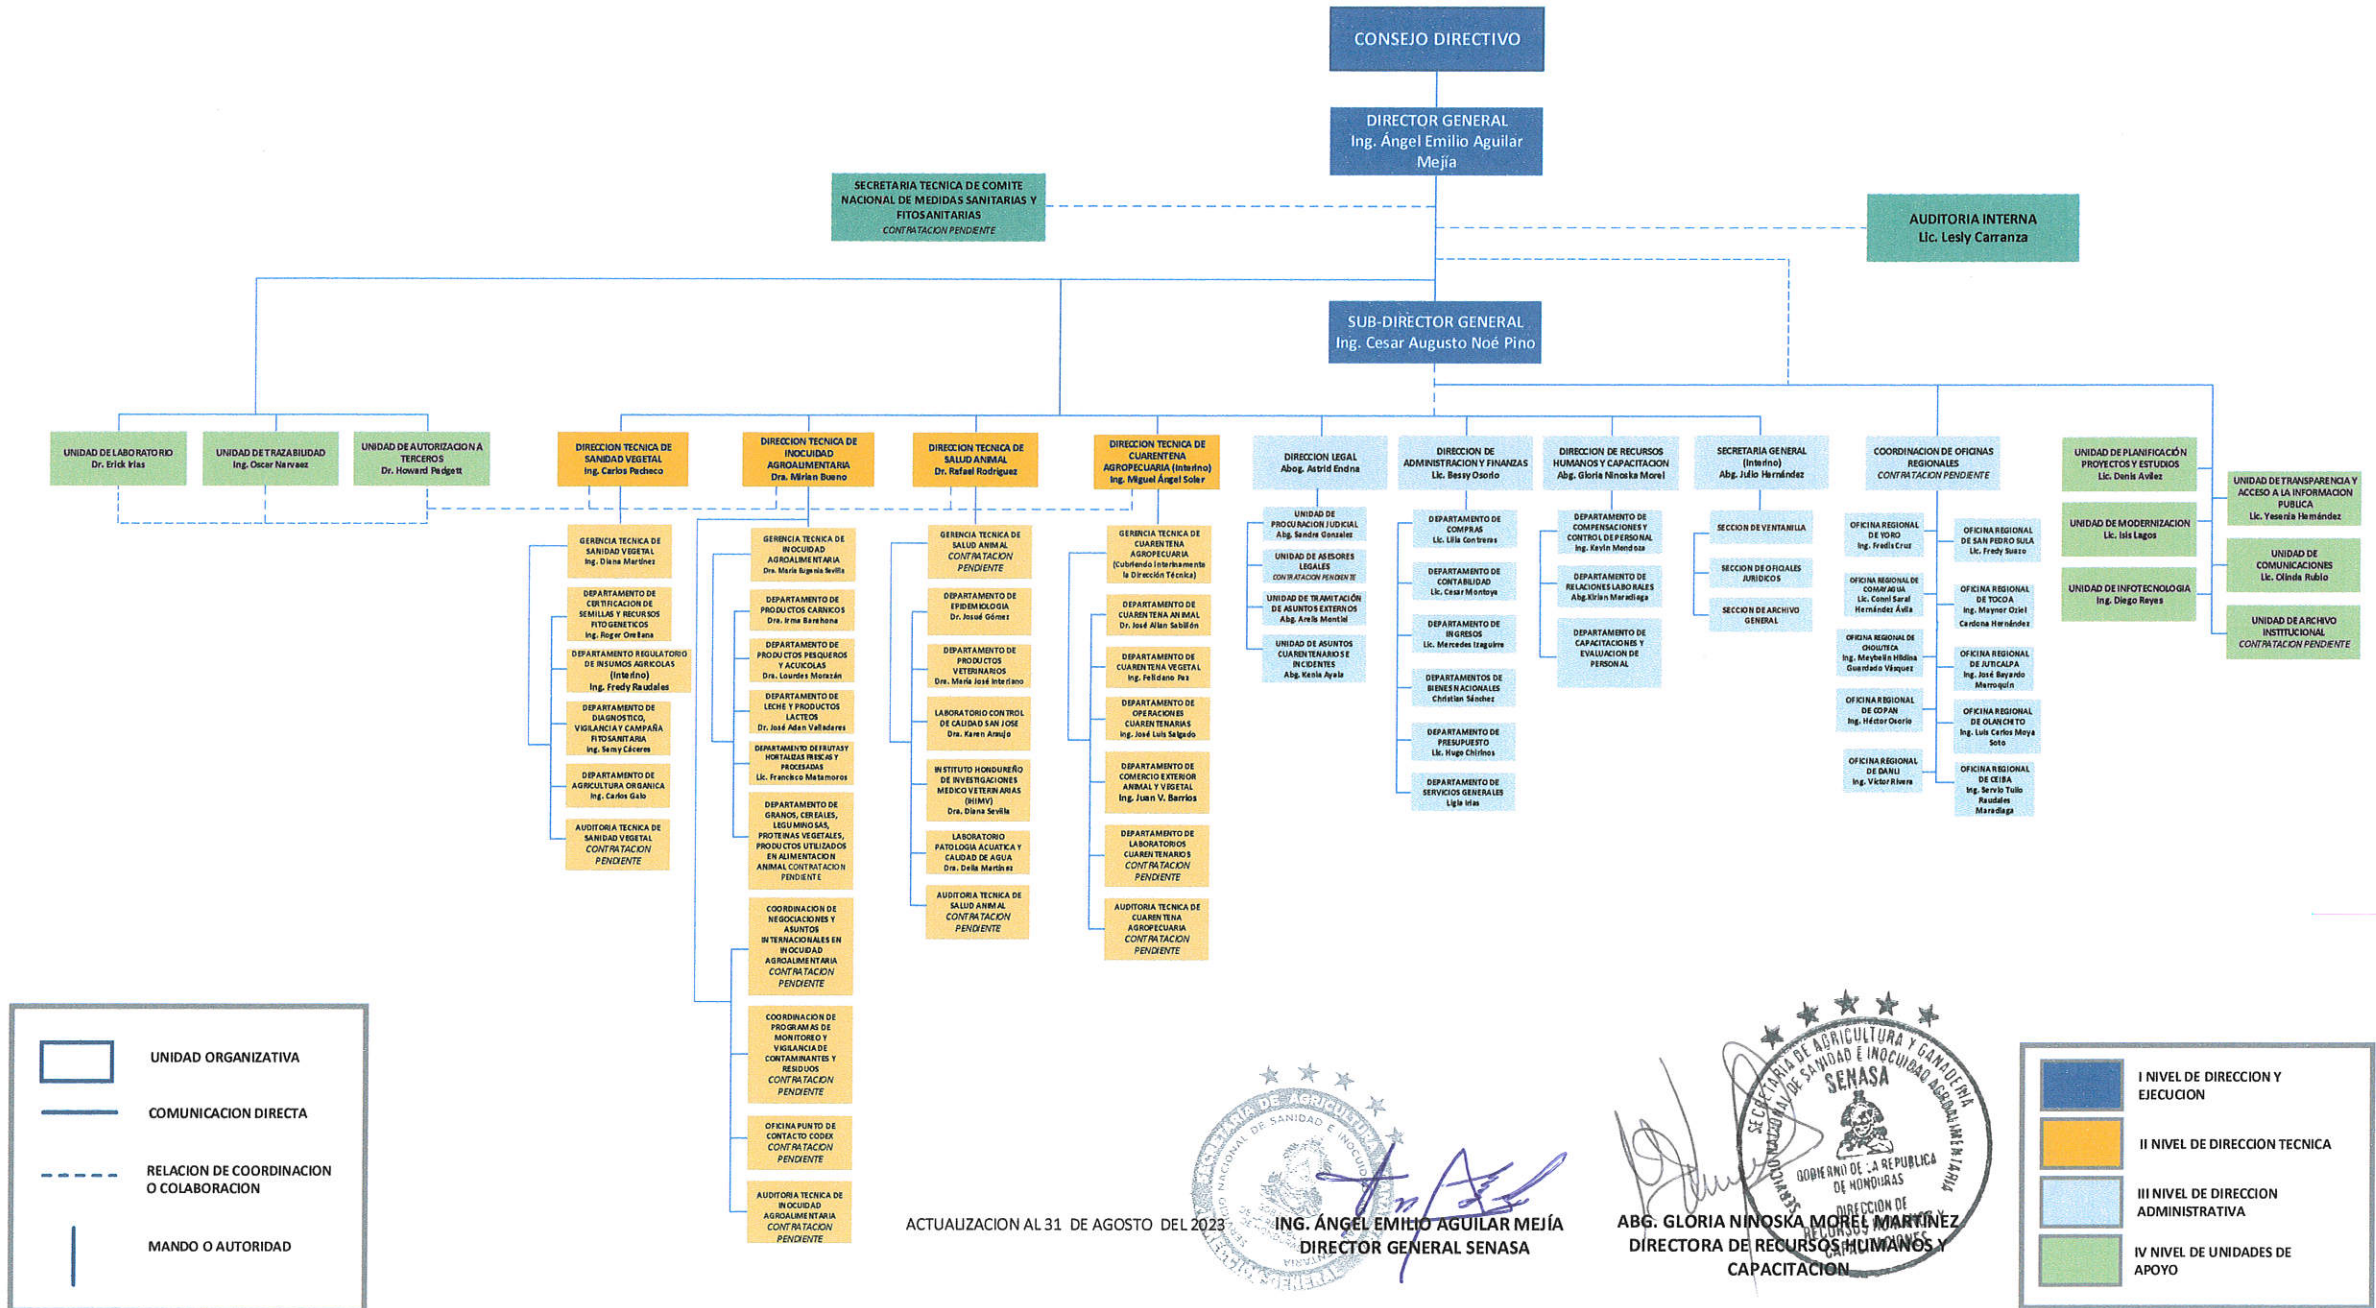 CONSEJO DIRECTIVO
DIRECTOR GENERAL
Ing. Ángel Emilio Aguilar
Mejía
SECRETARIA TECNICA DE COMITE
NACIONAL DE MEDIDAS SANITARIAS Y
FITOSANITARIAS
CONTRATACION PENDIENTE
AUDITORIA INTERNA
Lic. Lesly Carranza
SUB-DIRECTOR GENERAL
Ing. Cesar Augusto Noé Pino
UNIDAD DE LABORATORIO
Dr. Erick Irias
UNIDAD DE TRAZABILIDAD
Ing. Oscar Narvaez
UNIDAD DE AUTORIZACION A
TERCEROS
Dr. Howard Padgett
DIRECCION TECNICA DE
SANIDAD VEGETAL
Ing. Carlos Pacheco
DIRECCION TECNICA DE
INOCUIDAD
AGROALIMENTARIA
Dra. Mirian Bueno
DIRECCION TECNICA DE
SALUD ANIMAL
Dr. Rafael Rodriguez
DIRECCION TECNICA DE
CUARENTENA
AGROPECUARIA (Interino)
Ing. Miguel Ángel Soler
DIRECCION LEGAL
Abog. Astrid Endna
DIRECCION DE
ADMINISTRACION Y FINANZAS
Lic. Bessy Osorio
DIRECCION DE RECURSOS
HUMANOS Y CAPACITACION
Abg. Gloria Ninoska Morel
SECRETARIA GENERAL
(Interino)
Abg. Julio Hernández
COORDINACION DE OFICINAS
REGIONALES
CONTRATACION PENDIENTE
UNIDAD DE PLANIFICACIÓN
PROYECTOS Y ESTUDIOS
Lic. Denis Avilez
UNIDAD DE TRANSPARENCIA Y
ACCESO A LA INFORMACION
PUBLICA
Lic. Yesenia Hernández
UNIDAD DE MODERNIZACION
Lic. Isis Lagos
UNIDAD DE
COMUNICACIONES
Lic. Olinda Rubio
UNIDAD DE INFOTECNOLOGIA
Ing. Diego Reyes
UNIDAD DE ARCHIVO
INSTITUCIONAL
CONTRATACION PENDIENTE
GERENCIA TECNICA DE
SANIDAD VEGETAL
Ing. Diana Martínez
DEPARTAMENTO DE
CERTIFICACION DE
SEMILLAS Y RECURSOS
FITOGENETICOS
Ing. Roger Orellana
DEPARTAMENTO REGULATORIO
DE INSUMOS AGRICOLAS
(Interino)
Ing. Fredy Raudales
DEPARTAMENTO DE
DIAGNOSTICO,
VIGILANCIA Y CAMPAÑA
FITOSANITARIA
Ing. Samy Cáceres
DEPARTAMENTO DE
AGRICULTURA ORGANICA
Ing. Carlos Galo
AUDITORIA TECNICA DE
SANIDAD VEGETAL
CONTRATACION
PENDIENTE
GERENCIA TECNICA DE
INOCUIDAD
AGROALIMENTARIA
Dra. Maria Eugenia Sevilla
DEPARTAMENTO DE
PRODUCTOS CARNICOS
Dra. Irma Barahona
DEPARTAMENTO DE
PRODUCTOS PESQUEROS
Y ACUICOLAS
Dra. Lourdes Morazán
DEPARTAMENTO DE
LECHE Y PRODUCTOS
LACTEOS
Dr. José Adan Valladares
DEPARTAMENTO DE FRUTAS Y
HORTALIZAS FRESCAS Y
PROCESADAS
Lic. Francisco Matamoros
DEPARTAMENTO DE
GRANOS, CEREALES,
LEGUMINOSAS,
PROTEINAS VEGETALES,
PRODUCTOS UTILIZADOS
EN ALIMENTACION
ANIMAL CONTRATACION
PENDIENTE
COORDINACION DE
NEGOCIACIONES Y
ASUNTOS
INTERNACIONALES EN
INOCUIDAD
AGROALIMENTARIA
CONTRATACION
PENDIENTE
COORDINACION DE
PROGRAMAS DE
MONITOREO Y
VIGILANCIA DE
CONTAMINANTES Y
RESIDUOS
CONTRATACION
PENDIENTE
OFICINA PUNTO DE
CONTACTO CODEX
CONTRATACION
PENDIENTE
AUDITORIA TECNICA DE
INOCUIDAD
AGROALIMENTARIA
CONTRATACION
PENDIENTE
GERENCIA TECNICA DE
SALUD ANIMAL
CONTRATACION
PENDIENTE
DEPARTAMENTO DE
EPIDEMIOLOGIA
Dr. Josué Gómez
DEPARTAMENTO DE
PRODUCTOS
VETERINARIOS
Dra. María José Interiano
LABORATORIO CONTROL
DE CALIDAD SAN JOSE
Dra. Karen Araujo
INSTITUTO HONDUREÑO
DE INVESTIGACIONES
MEDICO VETERINARIAS
(IHIMV)
Dra. Diana Sevilla
LABORATORIO
PATOLOGIA ACUATICA Y
CALIDAD DE AGUA
Dra. Delia Martinez
AUDITORIA TECNICA DE
SALUD ANIMAL
CONTRATACION
PENDIENTE
GERENCIA TECNICA DE
CUARENTENA
AGROPECUARIA
(Cubriendo Interinamente
la Dirección Técnica)
DEPARTAMENTO DE
CUARENTENA ANIMAL
Dr. José Allan Sabillón
DEPARTAMENTO DE
CUARENTENA VEGETAL
Ing. Feliciano Paz
DEPARTAMENTO DE
OPERACIONES
CUARENTENARIAS
Ing. José Luis Salgado
DEPARTAMENTO DE
COMERCIO EXTERIOR
ANIMAL Y VEGETAL
Ing. Juan V. Barrios
DEPARTAMENTO DE
LABORATORIOS
CUARENTENARIOS
CONTRATACION
PENDIENTE
AUDITORIA TECNICA DE
CUARENTENA
AGROPECUARIA
CONTRATACION
PENDIENTE
UNIDAD DE
PROCURACION JUDICIAL
Abg. Sandra Gonzalez
UNIDAD DE ASESORES
LEGALES
CONTRATACION PENDIENTE
UNIDAD DE TRAMITACIÓN
DE ASUNTOS EXTERNOS
Abg. Arelis Montiel
UNIDAD DE ASUNTOS
CUARENTENARIOS E
INCIDENTES
Abg. Kenia Ayala
DEPARTAMENTO DE
COMPRAS
Lic. Lilia Contreras
DEPARTAMENTO DE
CONTABILIDAD
Lic. Cesar Montoya
DEPARTAMENTO DE
INGRESOS
Lic. Mercedes Izaguirre
DEPARTAMENTOS DE
BIENES NACIONALES
Christian Sánchez
DEPARTAMENTO DE
PRESUPUESTO
Lic. Hugo Chirinos
DEPARTAMENTO DE
SERVICIOS GENERALES
Ligia Irias
DEPARTAMENTO DE
COMPENSACIONES Y
CONTROL DE PERSONAL
Ing. Kevin Mendoza
DEPARTAMENTO DE
RELACIONES LABORALES
Abg. Kirian Maradiaga
DEPARTAMENTO DE
CAPACITACIONES Y
EVALUACION DE
PERSONAL
SECCION DE VENTANILLA
SECCION DE OFICIALES
JURIDICOS
SECCION DE ARCHIVO
GENERAL
OFICINA REGIONAL
DE YORO
Ing. Fredis Cruz
OFICINA REGIONAL
DE SAN PEDRO SULA
Lic. Fredy Suazo
OFICINA REGIONAL DE
COMAYAGUA
Lic. Conni Sarai
Hernández Ávila
OFICINA REGIONAL
DE TOCOA
Ing. Maynor Oziel
Cardona Hernández
OFICINA REGIONAL DE
CHOLUTECA
Ing. Meybelin Hildina
Guardado Vásquez
OFICINA REGIONAL
DE JUTICALPA
Ing. José Bayardo
Marroquin
OFICINA REGIONAL
DE COPAN
Ing. Héctor Osorio
OFICINA REGIONAL
DE OLANCHITO
Ing. Luis Carlos Moya
Soto
OFICINA REGIONAL
DE DANLI
Ing. Victor Rivera
OFICINA REGIONAL
DE CEIBA
Ing. Servio Tulio
Raudales
Maradiaga
UNIDAD ORGANIZATIVA
COMUNICACION DIRECTA
RELACION DE COORDINACION
O COLABORACION
MANDO O AUTORIDAD
ACTUALIZACION AL 31 DE AGOSTO DEL 2023
ING. ÁNGEL EMILIO AGUILAR MEJÍA
DIRECTOR GENERAL SENASA
ABG. GLORIA NINOSKA MOREL MARTINEZ
DIRECTORA DE RECURSOS HUMANOS Y
CAPACITACION
SECRETARIA DE AGRICULTURA Y GANADERIA
SERVICIO NACIONAL DE SANIDAD E INOCUIDAD AGROALIMENTARIA
SENASA
GOBIERNO DE LA REPUBLICA
DE HONDURAS
DIRECCION DE
RECURSOS HUMANOS Y
CAPACITACIONES
I NIVEL DE DIRECCION Y
EJECUCION
II NIVEL DE DIRECCION TECNICA
III NIVEL DE DIRECCION
ADMINISTRATIVA
IV NIVEL DE UNIDADES DE
APOYO